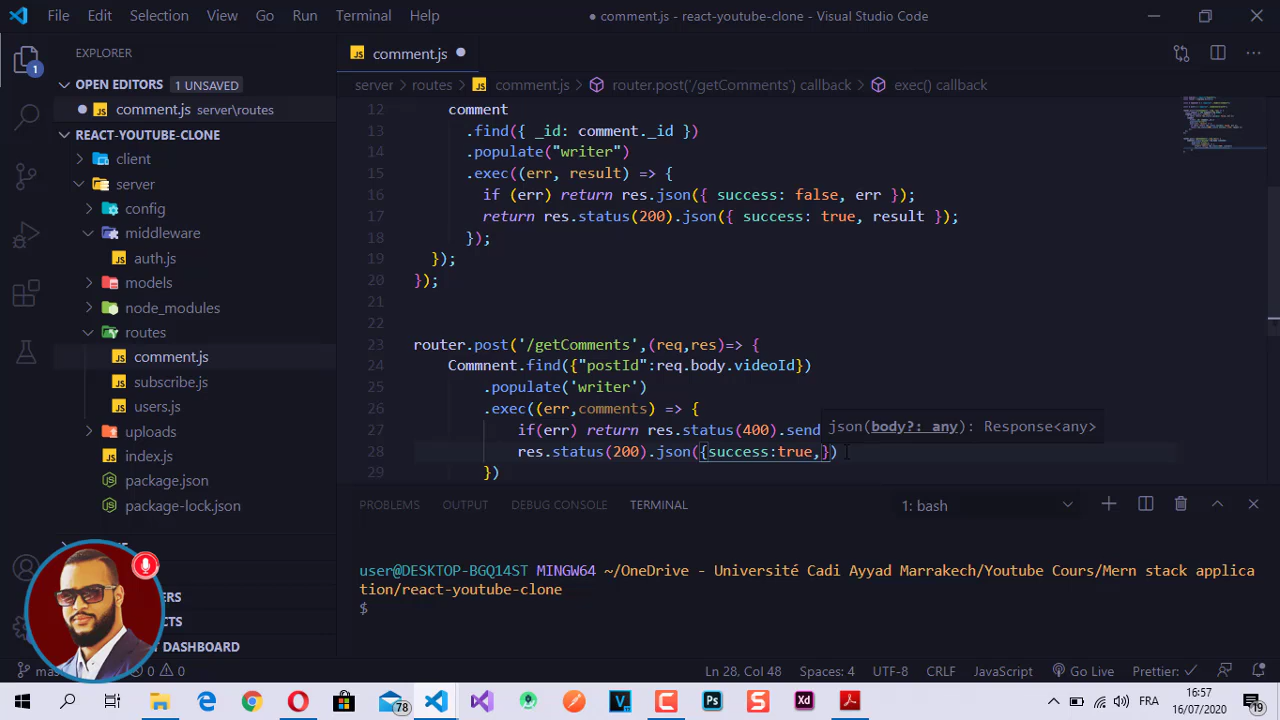 File Edit Selection View Go Run Terminal Help
● comment.js - react-youtube-clone - Visual Studio Code
EXPLORER
OPEN EDITORS 1 UNSAVED
comment.js server\routes
REACT-YOUTUBE-CLONE
client
server
config
middleware
auth.js
models
node_modules
routes
comment.js
subscribe.js
users.js
uploads
index.js
package.json
package-lock.json
DASHBOARD
1
comment.js
server › routes › comment.js › router.post('/getComments') callback › exec() callback
12 comment
13 .find({ _id: comment._id })
14 .populate("writer")
15 .exec((err, result) => {
16 if (err) return res.json({ success: false, err });
17 return res.status(200).json({ success: true, result });
18 });
19 });
20 });
21
22
23 router.post('/getComments',(req,res)=> {
24 Commnent.find({"postId":req.body.videoId})
25 .populate('writer')
26 .exec((err,comments) => {
27 if(err) return res.status(400).send
json(body?: any): Response<any>
28 res.status(200).json({success:true,})
29 })
PROBLEMS OUTPUT DEBUG CONSOLE TERMINAL
1: bash
user@DESKTOP-BGQ14ST MINGW64 ~/OneDrive - Université Cadi Ayyad Marrakech/Youtube Cours/Mern stack applica
tion/react-youtube-clone
$
0 0
Ln 28, Col 48 Spaces: 4 UTF-8 CRLF JavaScript Go Live Prettier:
78
Ps
S
Xd
FRA
16:57
16/07/2020
19